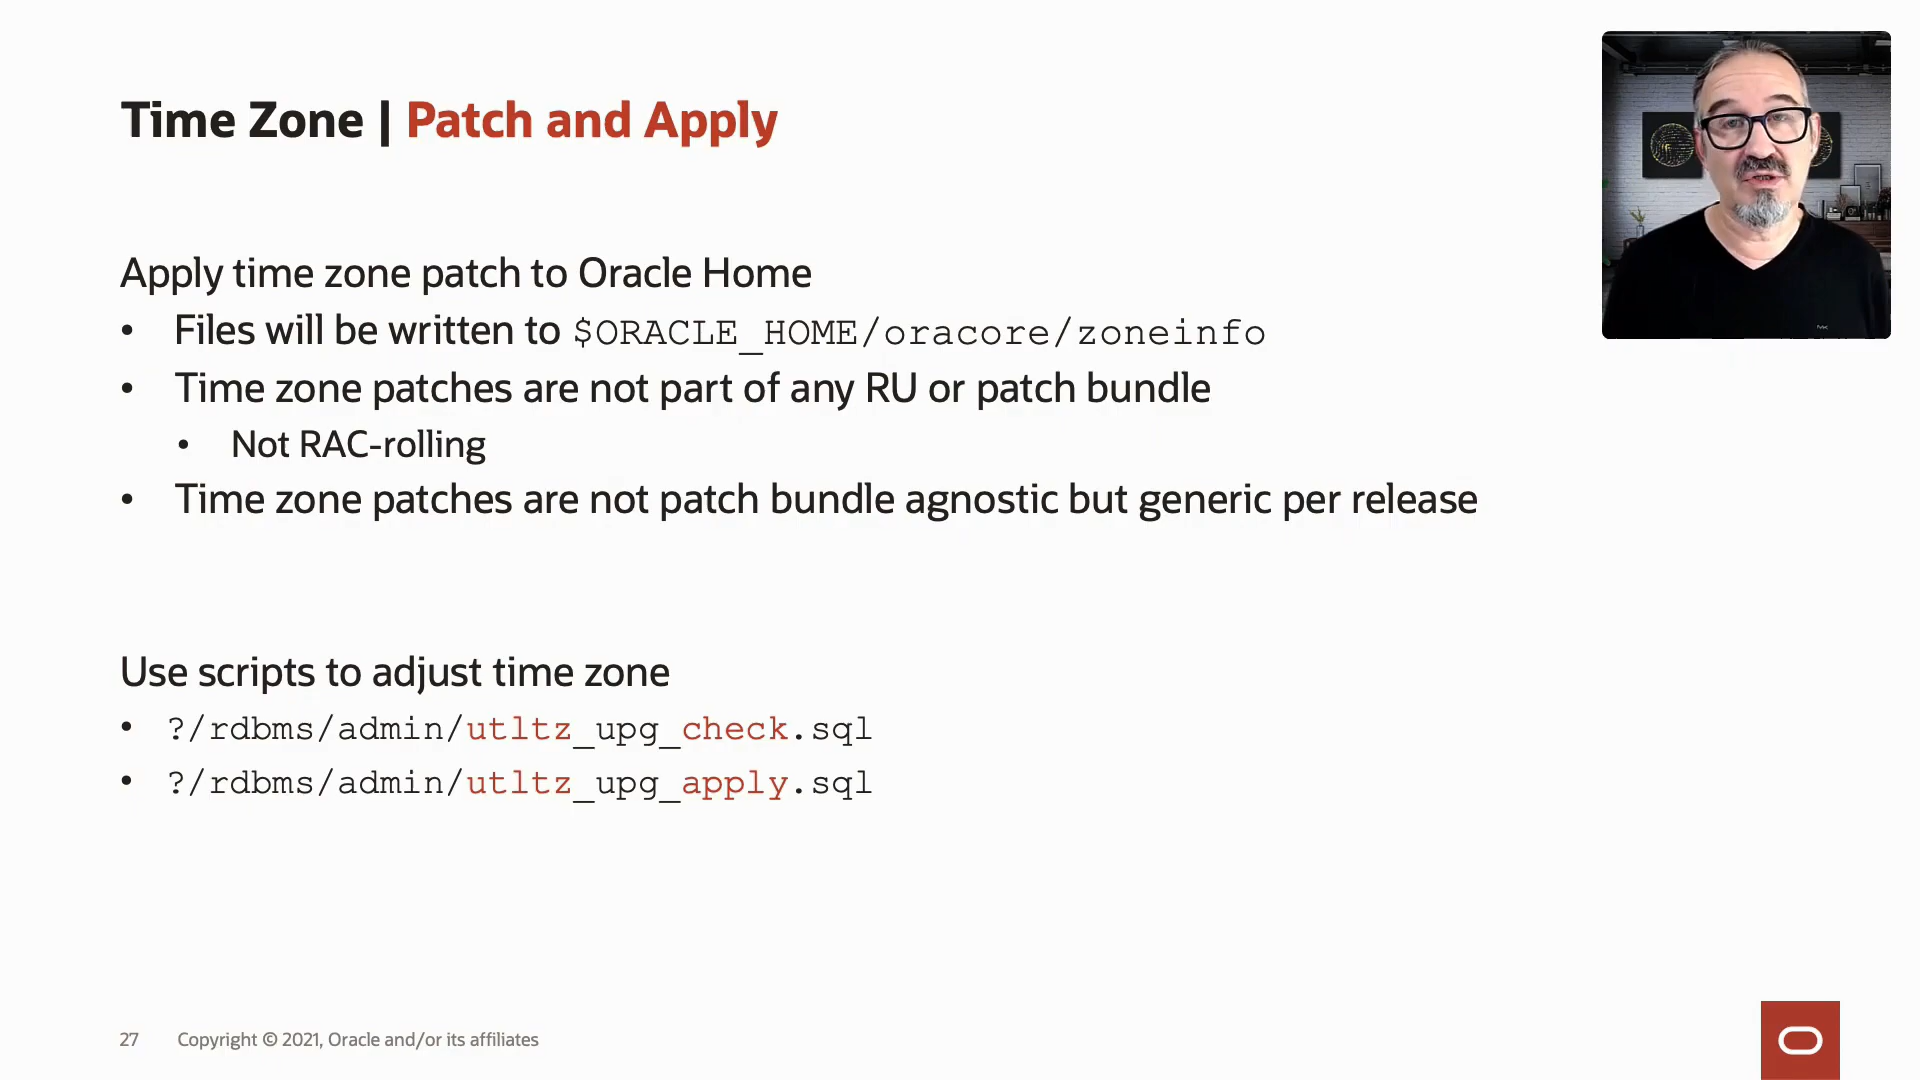 Time Zone | Patch and Apply
Apply time zone patch to Oracle Home
• Files will be written to $ORACLE_HOME/oracore/zoneinfo
• Time zone patches are not part of any RU or patch bundle
• Not RAC-rolling
• Time zone patches are not patch bundle agnostic but generic per release
Use scripts to adjust time zone
• ?/rdbms/admin/utltz_upg_check.sql
• ?/rdbms/admin/utltz_upg_apply.sql
27 Copyright © 2021, Oracle and/or its affiliates